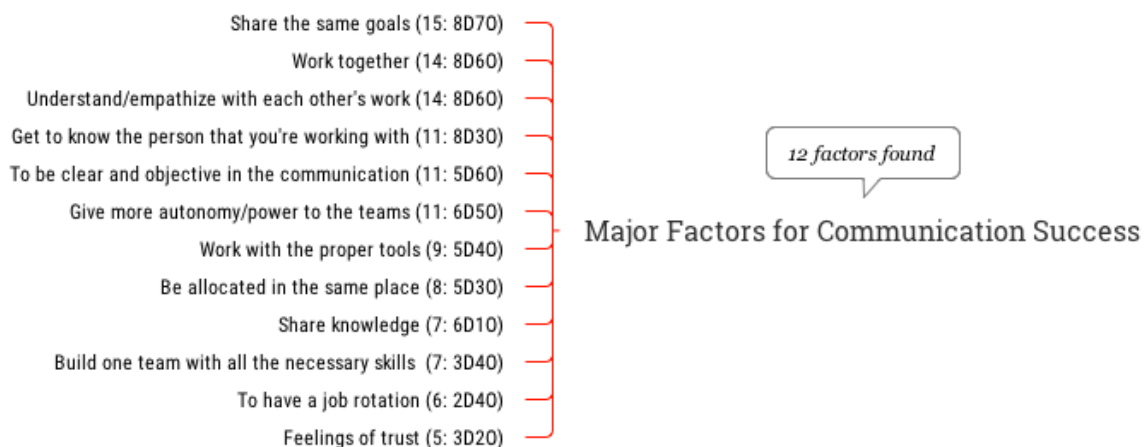 Share the same goals (15: 8D7O)
Work together (14: 8D6O)
Understand/empathize with each other's work (14: 8D6O)
Get to know the person that you're working with (11: 8D3O)
To be clear and objective in the communication (11: 5D6O)
Give more autonomy/power to the teams (11: 6D5O)
Work with the proper tools (9: 5D4O)
Be allocated in the same place (8: 5D3O)
Share knowledge (7: 6D1O)
Build one team with all the necessary skills (7: 3D4O)
To have a job rotation (6: 2D4O)
Feelings of trust (5: 3D2O)
12 factors found
Major Factors for Communication Success